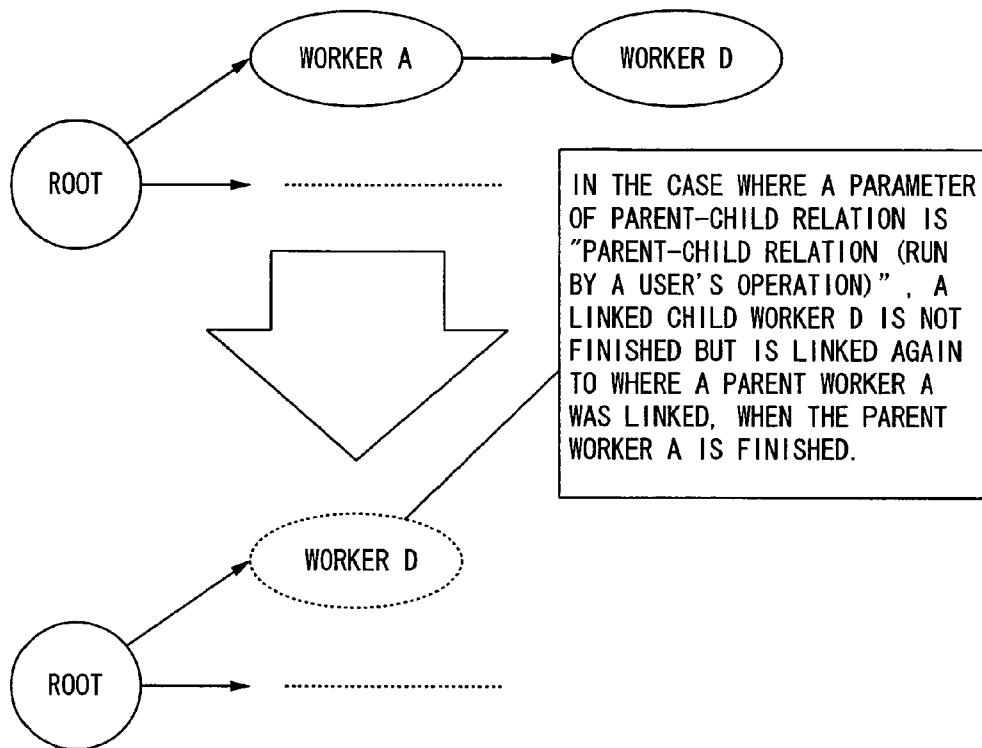 WORKER A
WORKER D
ROOT
IN THE CASE WHERE A PARAMETER
OF PARENT-CHILD RELATION IS
"PARENT-CHILD RELATION (RUN
BY A USER'S OPERATION)", A
LINKED CHILD WORKER D IS NOT
FINISHED BUT IS LINKED AGAIN
TO WHERE A PARENT WORKER A
WAS LINKED, WHEN THE PARENT
WORKER A IS FINISHED.
WORKER D
ROOT